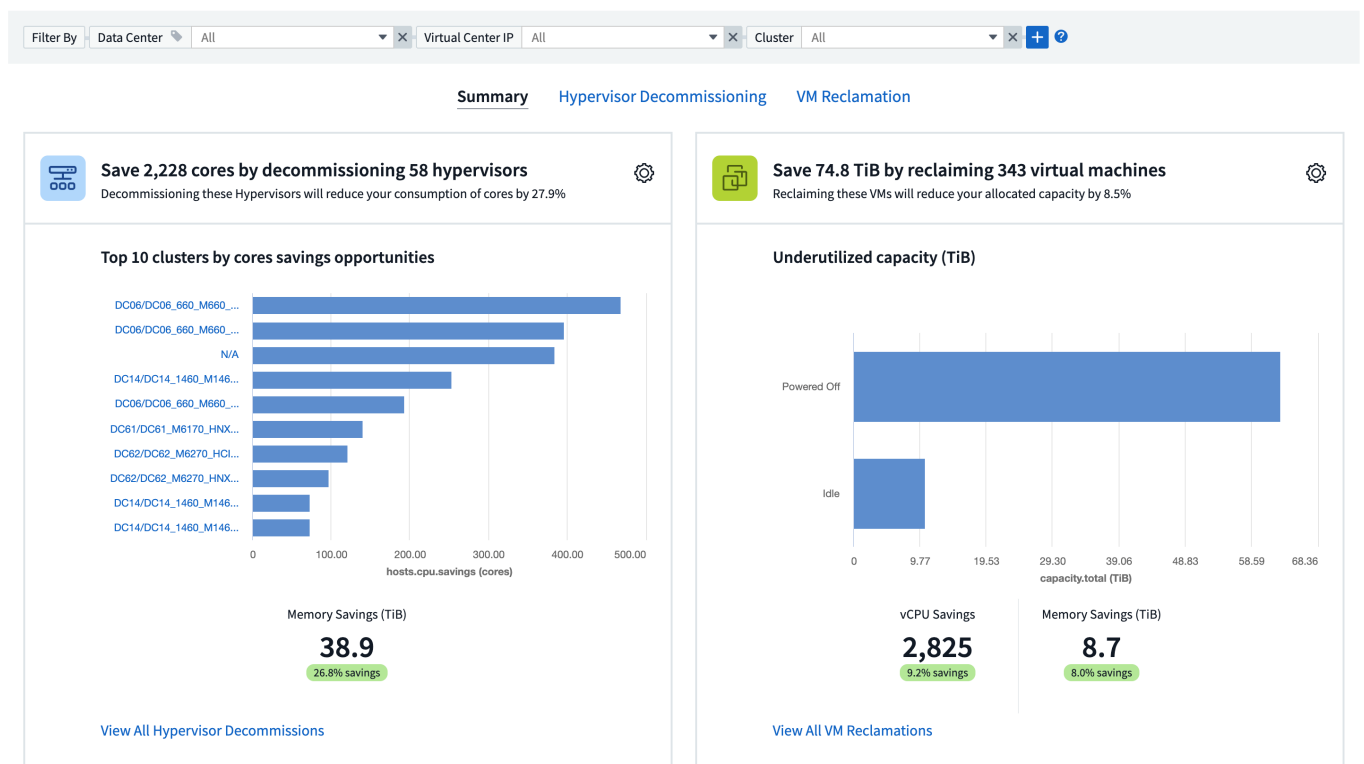 Filter By Data Center All Virtual Center IP All Cluster All
Summary Hypervisor Decommissioning VM Reclamation
Save 2,228 cores by decommissioning 58 hypervisors
Decommissioning these Hypervisors will reduce your consumption of cores by 27.9%
Top 10 clusters by cores savings opportunities
DC06/DC06_660_M660_...
DC06/DC06_660_M660_...
N/A
DC14/DC14_1460_M146...
DC06/DC06_660_M660_...
DC61/DC61_M6170_HNX...
DC62/DC62_M6270_HCI...
DC62/DC62_M6270_HNX...
DC14/DC14_1460_M146...
DC14/DC14_1460_M146...
0 100.00 200.00 300.00 400.00 500.00
hosts.cpu.savings (cores)
Memory Savings (TiB)
38.9
26.8% savings
View All Hypervisor Decommissions
Save 74.8 TiB by reclaiming 343 virtual machines
Reclaiming these VMs will reduce your allocated capacity by 8.5%
Underutilized capacity (TiB)
Powered Off
Idle
0 9.77 19.53 29.30 39.06 48.83 58.59 68.36
capacity.total (TiB)
vCPU Savings
2,825
9.2% savings
Memory Savings (TiB)
8.7
8.0% savings
View All VM Reclamations